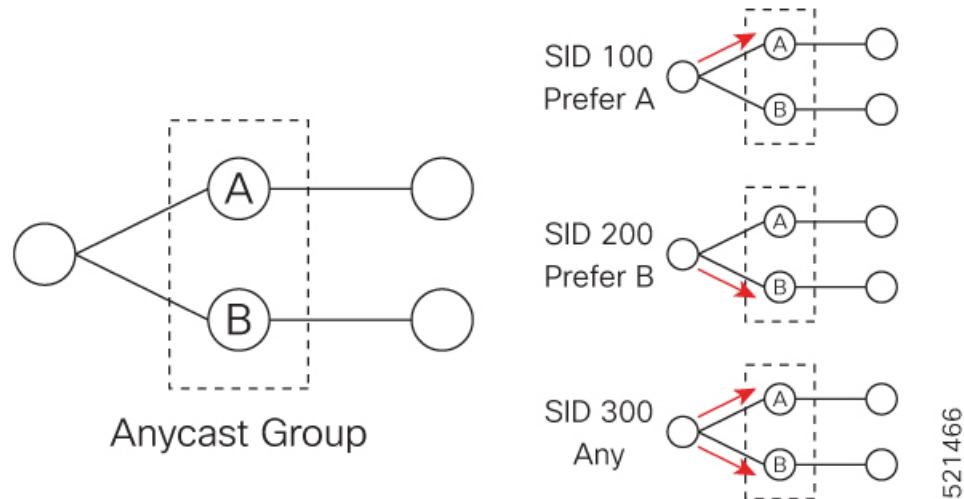 A
B
Anycast Group
SID 100
Prefer A
A
B
SID 200
Prefer B
A
B
SID 300
Any
A
B
521466